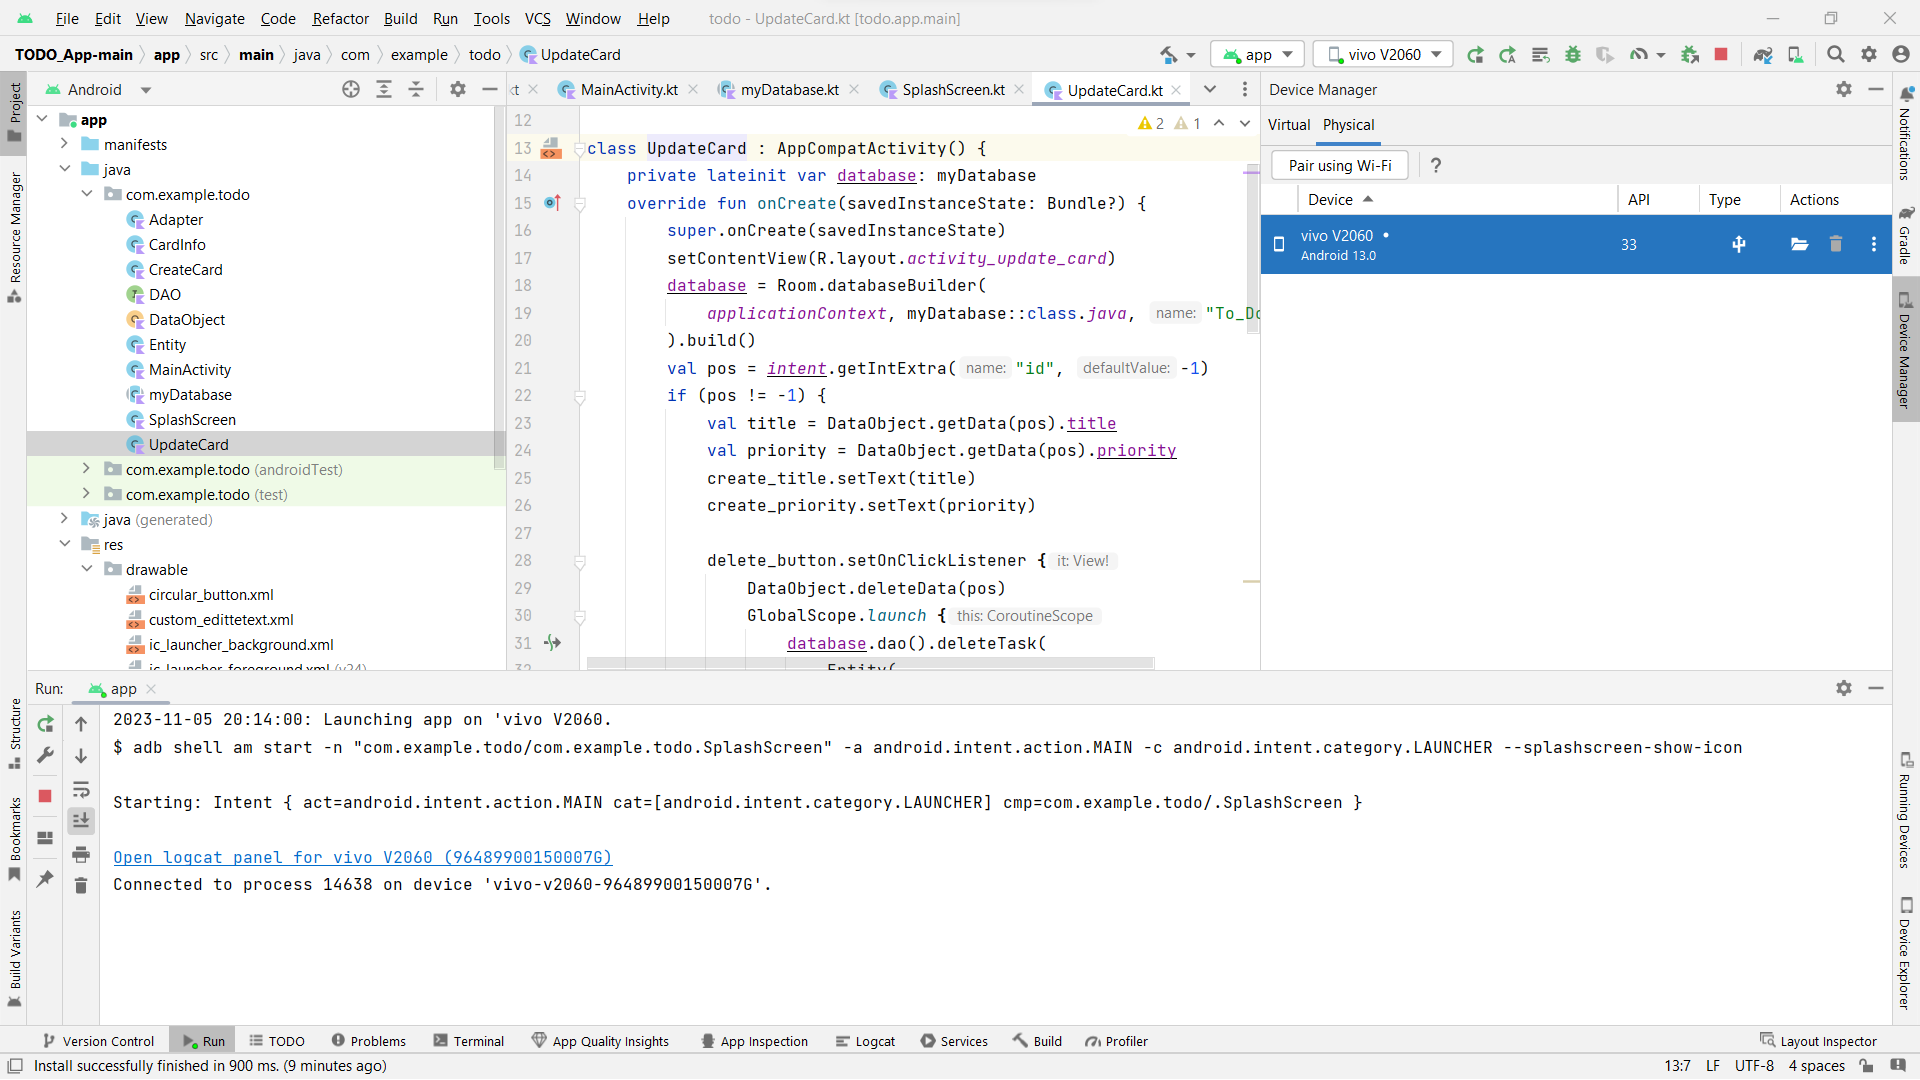 File Edit View Navigate Code Refactor Build Run Tools VCS Window Help todo - UpdateCard.kt [todo.app.main]
TODO_App-main app src main java com example todo UpdateCard app vivo V2060
Project
Resource Manager
Structure
Bookmarks
Build Variants
Android
app
manifests
java
com.example.todo
Adapter
CardInfo
CreateCard
DAO
DataObject
Entity
MainActivity
myDatabase
SplashScreen
UpdateCard
com.example.todo (androidTest)
com.example.todo (test)
java (generated)
res
drawable
circular_button.xml
custom_edittetext.xml
ic_launcher_background.xml
ic_launcher_foreground.xml (v24)
kt MainActivity.kt myDatabase.kt SplashScreen.kt UpdateCard.kt
2 1
12
13 class UpdateCard : AppCompatActivity() {
14 private lateinit var database: myDatabase
15 override fun onCreate(savedInstanceState: Bundle?) {
16 super.onCreate(savedInstanceState)
17 setContentView(R.layout.activity_update_card)
18 database = Room.databaseBuilder(
19 applicationContext, myDatabase::class.java, name: "To_Do
20 ).build()
21 val pos = intent.getIntExtra( name: "id", defaultValue: -1)
22 if (pos != -1) {
23 val title = DataObject.getData(pos).title
24 val priority = DataObject.getData(pos).priority
25 create_title.setText(title)
26 create_priority.setText(priority)
27
28 delete_button.setOnClickListener { it: View!
29 DataObject.deleteData(pos)
30 GlobalScope.launch { this: CoroutineScope
31 database.dao().deleteTask(
32 Entity(
Device Manager
Virtual Physical
Pair using Wi-Fi ?
Device API Type Actions
vivo V2060 33
Android 13.0
Notifications
Gradle
Device Manager
Running Devices
Device Explorer
Run: app
2023-11-05 20:14:00: Launching app on 'vivo V2060.
$ adb shell am start -n "com.example.todo/com.example.todo.SplashScreen" -a android.intent.action.MAIN -c android.intent.category.LAUNCHER --splashscreen-show-icon
Starting: Intent { act=android.intent.action.MAIN cat=[android.intent.category.LAUNCHER] cmp=com.example.todo/.SplashScreen }
Open logcat panel for vivo V2060 (96489900150007G)
Connected to process 14638 on device 'vivo-v2060-96489900150007G'.
Version Control Run TODO Problems Terminal App Quality Insights App Inspection Logcat Services Build Profiler Layout Inspector
Install successfully finished in 900 ms. (9 minutes ago) 13:7 LF UTF-8 4 spaces